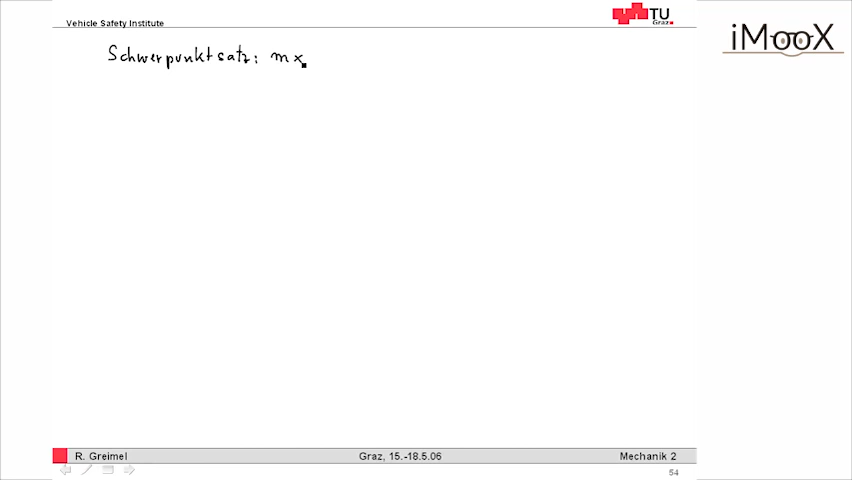 Vehicle Safety Institute
TU
Graz
iMooX
Schwerpunktsatz: mx
R. Greimel
Graz, 15.-18.5.06
Mechanik 2
54